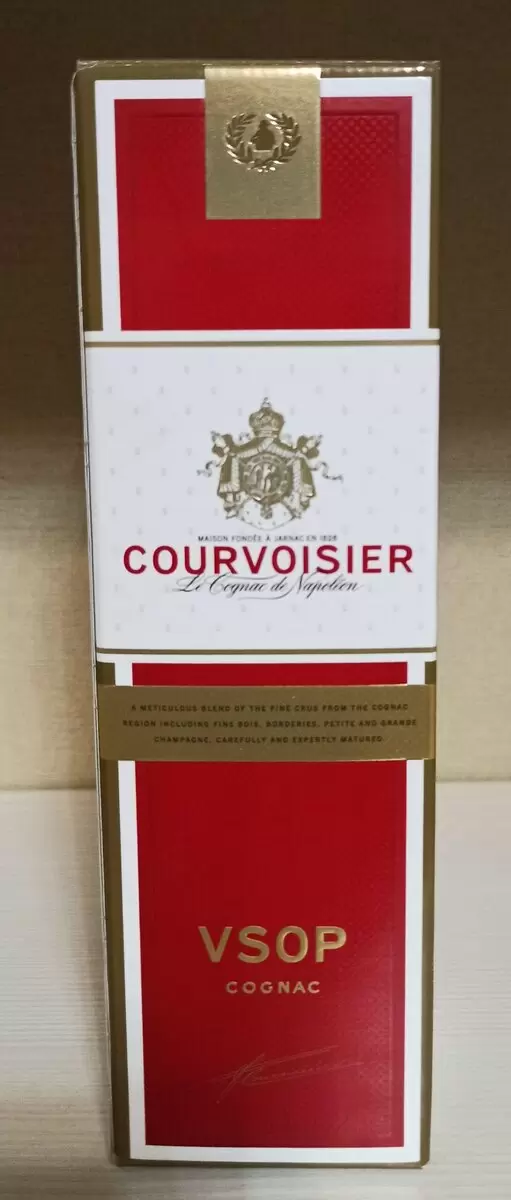 MAISON FONDÉE À JARNAC EN 1828
COURVOISIER
Le Cognac de Napoléon
A METICULOUS BLEND OF THE FINE CRUS FROM THE COGNAC
REGION INCLUDING FINS BOIS, BORDERIES, PETITE AND GRANDE
CHAMPAGNE, CAREFULLY AND EXPERTLY MATURED.
VSOP
COGNAC